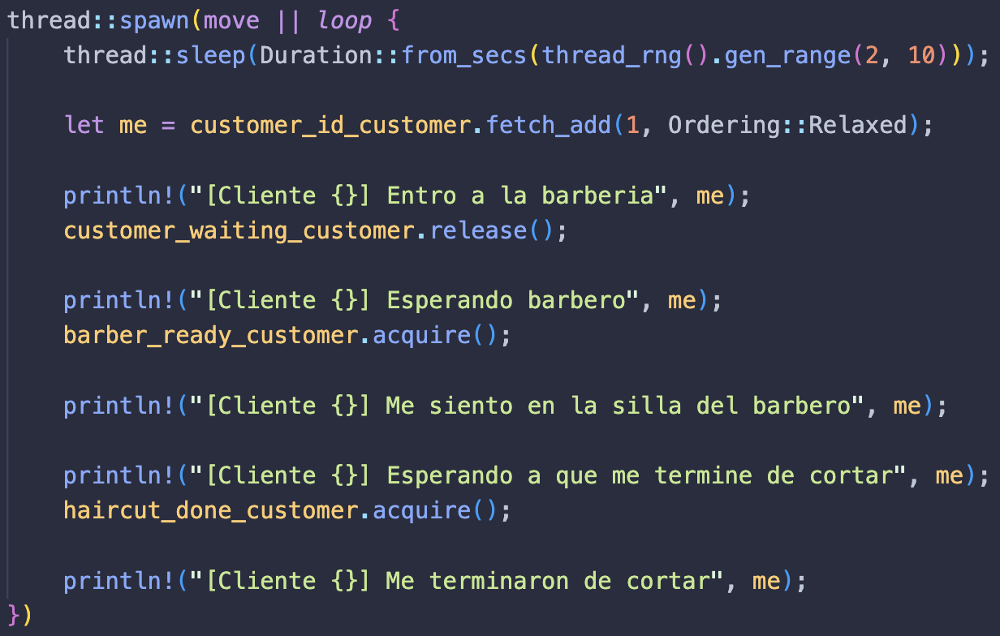 thread::spawn(move || loop {
    thread::sleep(Duration::from_secs(thread_rng().gen_range(2, 10)));

    let me = customer_id_customer.fetch_add(1, Ordering::Relaxed);

    println!("[Cliente {}] Entro a la barberia", me);
    customer_waiting_customer.release();

    println!("[Cliente {}] Esperando barbero", me);
    barber_ready_customer.acquire();

    println!("[Cliente {}] Me siento en la silla del barbero", me);

    println!("[Cliente {}] Esperando a que me termine de cortar", me);
    haircut_done_customer.acquire();

    println!("[Cliente {}] Me terminaron de cortar", me);
})